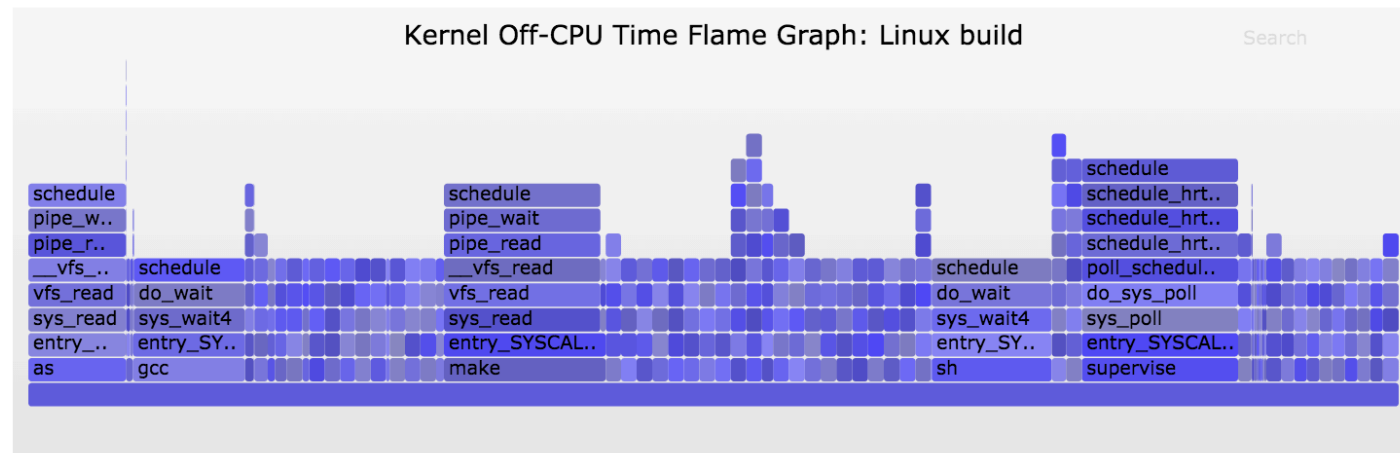 Kernel Off-CPU Time Flame Graph: Linux build
Search
schedule
schedule schedule
pipe_w.. pipe_wait schedule_hrt..
pipe_r.. pipe_read schedule_hrt..
schedule_hrt..
__vfs_.. schedule __vfs_read schedule poll_schedul..
vfs_read do_wait vfs_read do_wait do_sys_poll
sys_read sys_wait4 sys_read sys_wait4 sys_poll
entry_.. entry_SY.. entry_SYSCAL.. entry_SY.. entry_SYSCAL..
as gcc make sh supervise